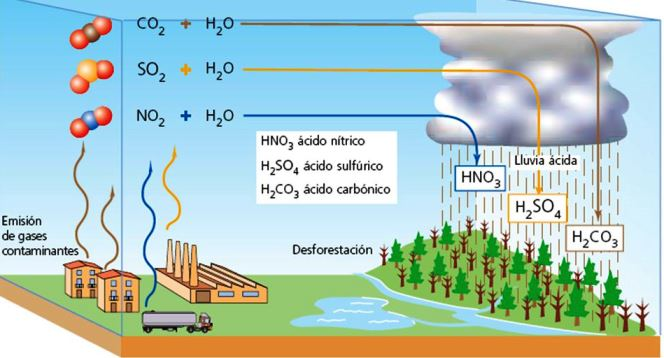 CO₂ + H₂O
SO₂ + H₂O
NO₂ + H₂O
HNO₃ ácido nítrico
H₂SO₄ ácido sulfúrico
H₂CO₃ ácido carbónico
Lluvia ácida
HNO₃
H₂SO₄
H₂CO₃
Emisión
de gases
contaminantes
Desforestación